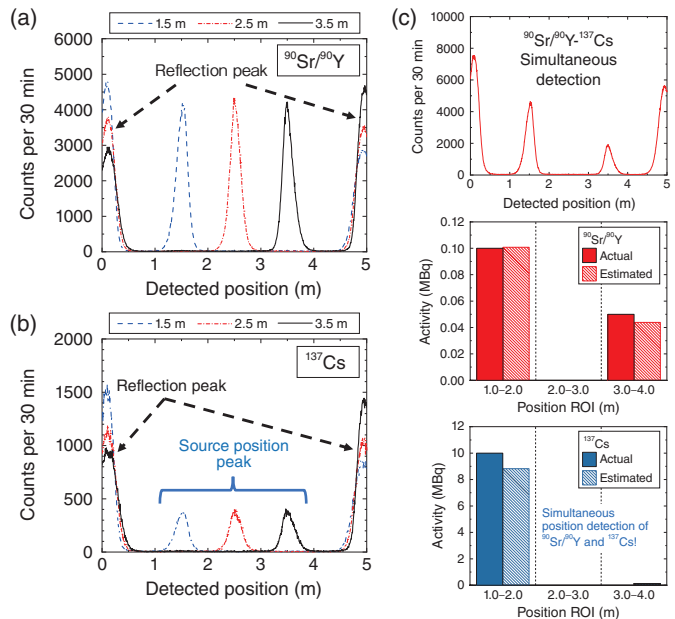 (a)
1.5 m 2.5 m 3.5 m
6000
5000
4000
3000
2000
1000
0
Counts per 30 min
⁹⁰Sr/⁹⁰Y
Reflection peak
0 1 2 3 4 5
Detected position (m)
(b)
1.5 m 2.5 m 3.5 m
2000
1500
1000
500
0
Counts per 30 min
¹³⁷Cs
Reflection peak
Source position
peak
0 1 2 3 4 5
Detected position (m)
(c)
10000
8000
6000
4000
2000
0
Counts per 30 min
⁹⁰Sr/⁹⁰Y-¹³⁷Cs
Simultaneous
detection
0 1 2 3 4 5
Detected position (m)
0.12
0.10
0.08
0.06
0.04
0.02
0.00
Activity (MBq)
⁹⁰Sr/⁹⁰Y
Actual
Estimated
1.0–2.0 2.0–3.0 3.0–4.0
Position ROI (m)
12
10
8
6
4
2
0
Activity (MBq)
¹³⁷Cs
Actual
Estimated
Simultaneous
position detection of
⁹⁰Sr/⁹⁰Y and ¹³⁷Cs!
1.0–2.0 2.0–3.0 3.0–4.0
Position ROI (m)